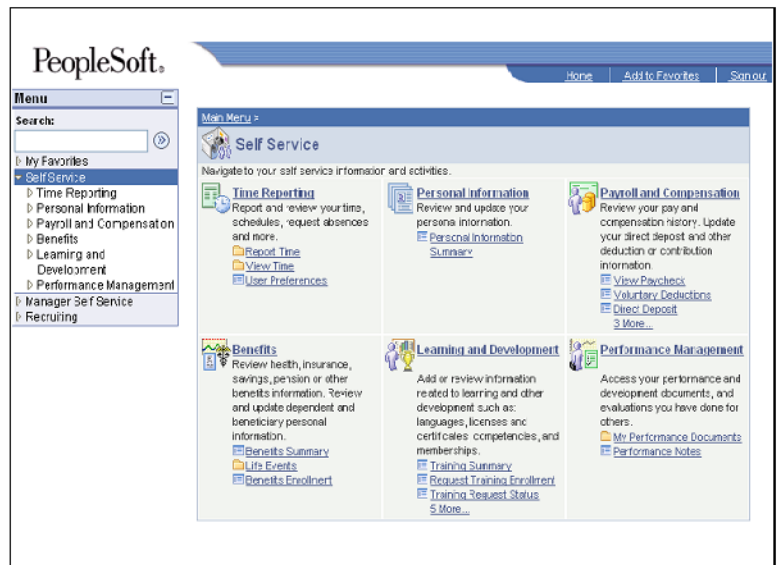 PeopleSoft.
Home Add to Favorites Sign out
Menu
Search:
My Favorites
Self Service
Time Reporting
Personal Information
Payroll and Compensation
Benefits
Learning and
Development
Performance Management
Manager Self Service
Recruiting
Main Menu >
Self Service
Navigate to your self service information and activities.
Time Reporting
Report and review your time,
schedules, request absences
and more.
Report Time
View Time
User Preferences
Personal Information
Review and update your
personal information.
Personal Information
Summary
Payroll and Compensation
Review your pay and
compensation history. Update
your direct deposit and other
deduction or contribution
information.
View Paycheck
Voluntary Deductions
Direct Deposit
3 More...
Benefits
Review health, insurance,
savings, pension or other
benefits information. Review
and update dependent and
beneficiary personal
information.
Benefits Summary
Life Events
Benefits Enrollment
Learning and Development
Add or review information
related to learning and other
development such as:
languages, licenses and
certificates, competencies, and
memberships.
Training Summary
Request Training Enrollment
Training Request Status
5 More...
Performance Management
Access your performance and
development documents, and
evaluations you have done for
others.
My Performance Documents
Performance Notes